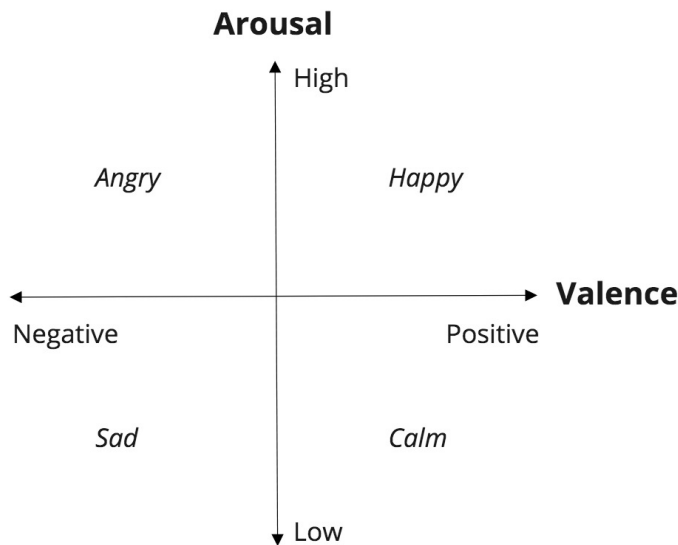 Arousal
High
Angry
Happy
Valence
Negative
Positive
Sad
Calm
Low